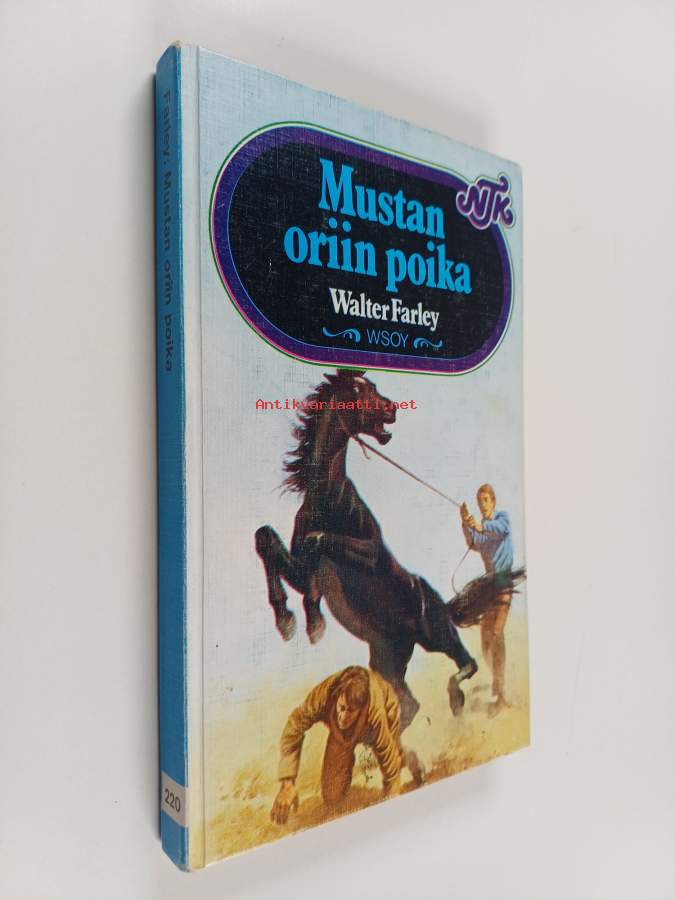 Mustan
oriin poika
NTK
Walter Farley
WSOY
Antikvariaatti.net
Farley: Mustan oriin poika
220